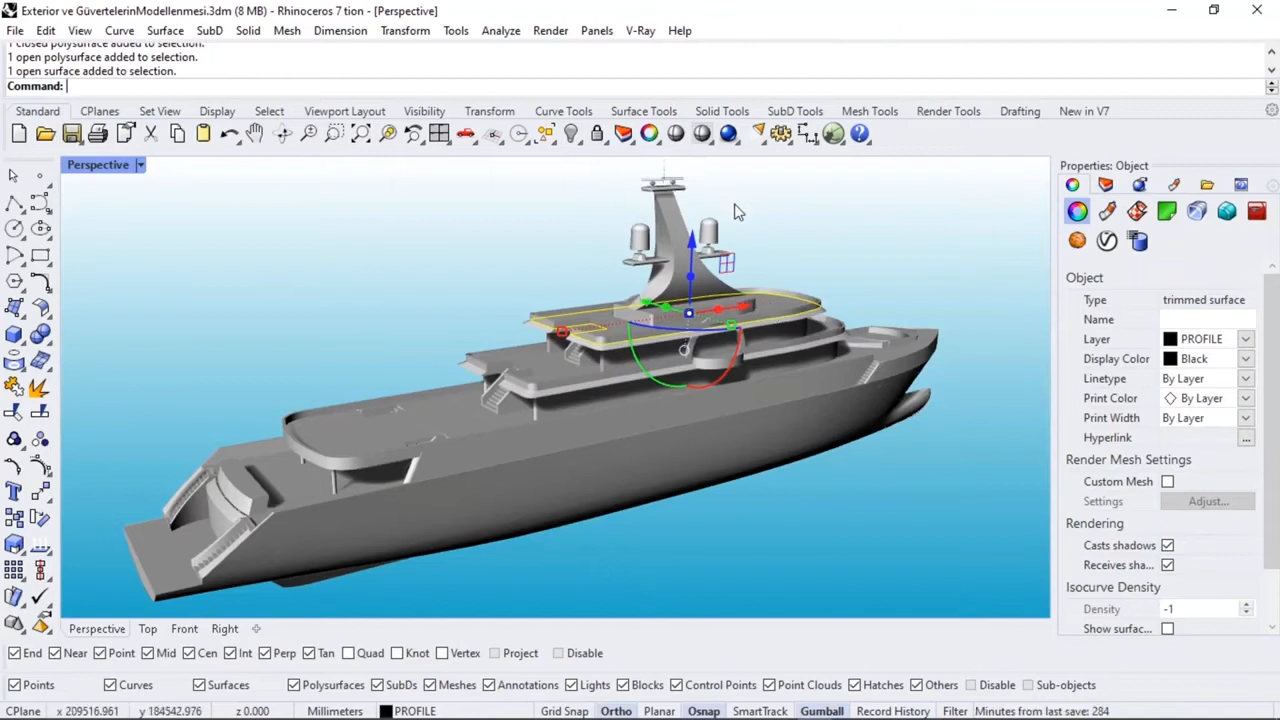 Exterior ve GüvertelerinModellenmesi.3dm (8 MB) - Rhinoceros 7 tion - [Perspective]
File Edit View Curve Surface SubD Solid Mesh Dimension Transform Tools Analyze Render Panels V-Ray Help
1 closed polysurface added to selection.
1 open polysurface added to selection.
1 open surface added to selection.
Command:
Standard CPlanes Set View Display Select Viewport Layout Visibility Transform Curve Tools Surface Tools Solid Tools SubD Tools Mesh Tools Render Tools Drafting New in V7
Perspective
Properties: Object
Object
Type trimmed surface
Name
Layer PROFILE
Display Color Black
Linetype By Layer
Print Color By Layer
Print Width By Layer
Hyperlink ...
Render Mesh Settings
Custom Mesh
Settings Adjust...
Rendering
Casts shadows
Receives sha...
Isocurve Density
Density -1
Show surfac...
Perspective Top Front Right
End Near Point Mid Cen Int Perp Tan Quad Knot Vertex Project Disable
Points Curves Surfaces Polysurfaces SubDs Meshes Annotations Lights Blocks Control Points Point Clouds Hatches Others Disable Sub-objects
CPlane x 209516.961 y 184542.976 z 0.000 Millimeters PROFILE Grid Snap Ortho Planar Osnap SmartTrack Gumball Record History Filter Minutes from last save: 284